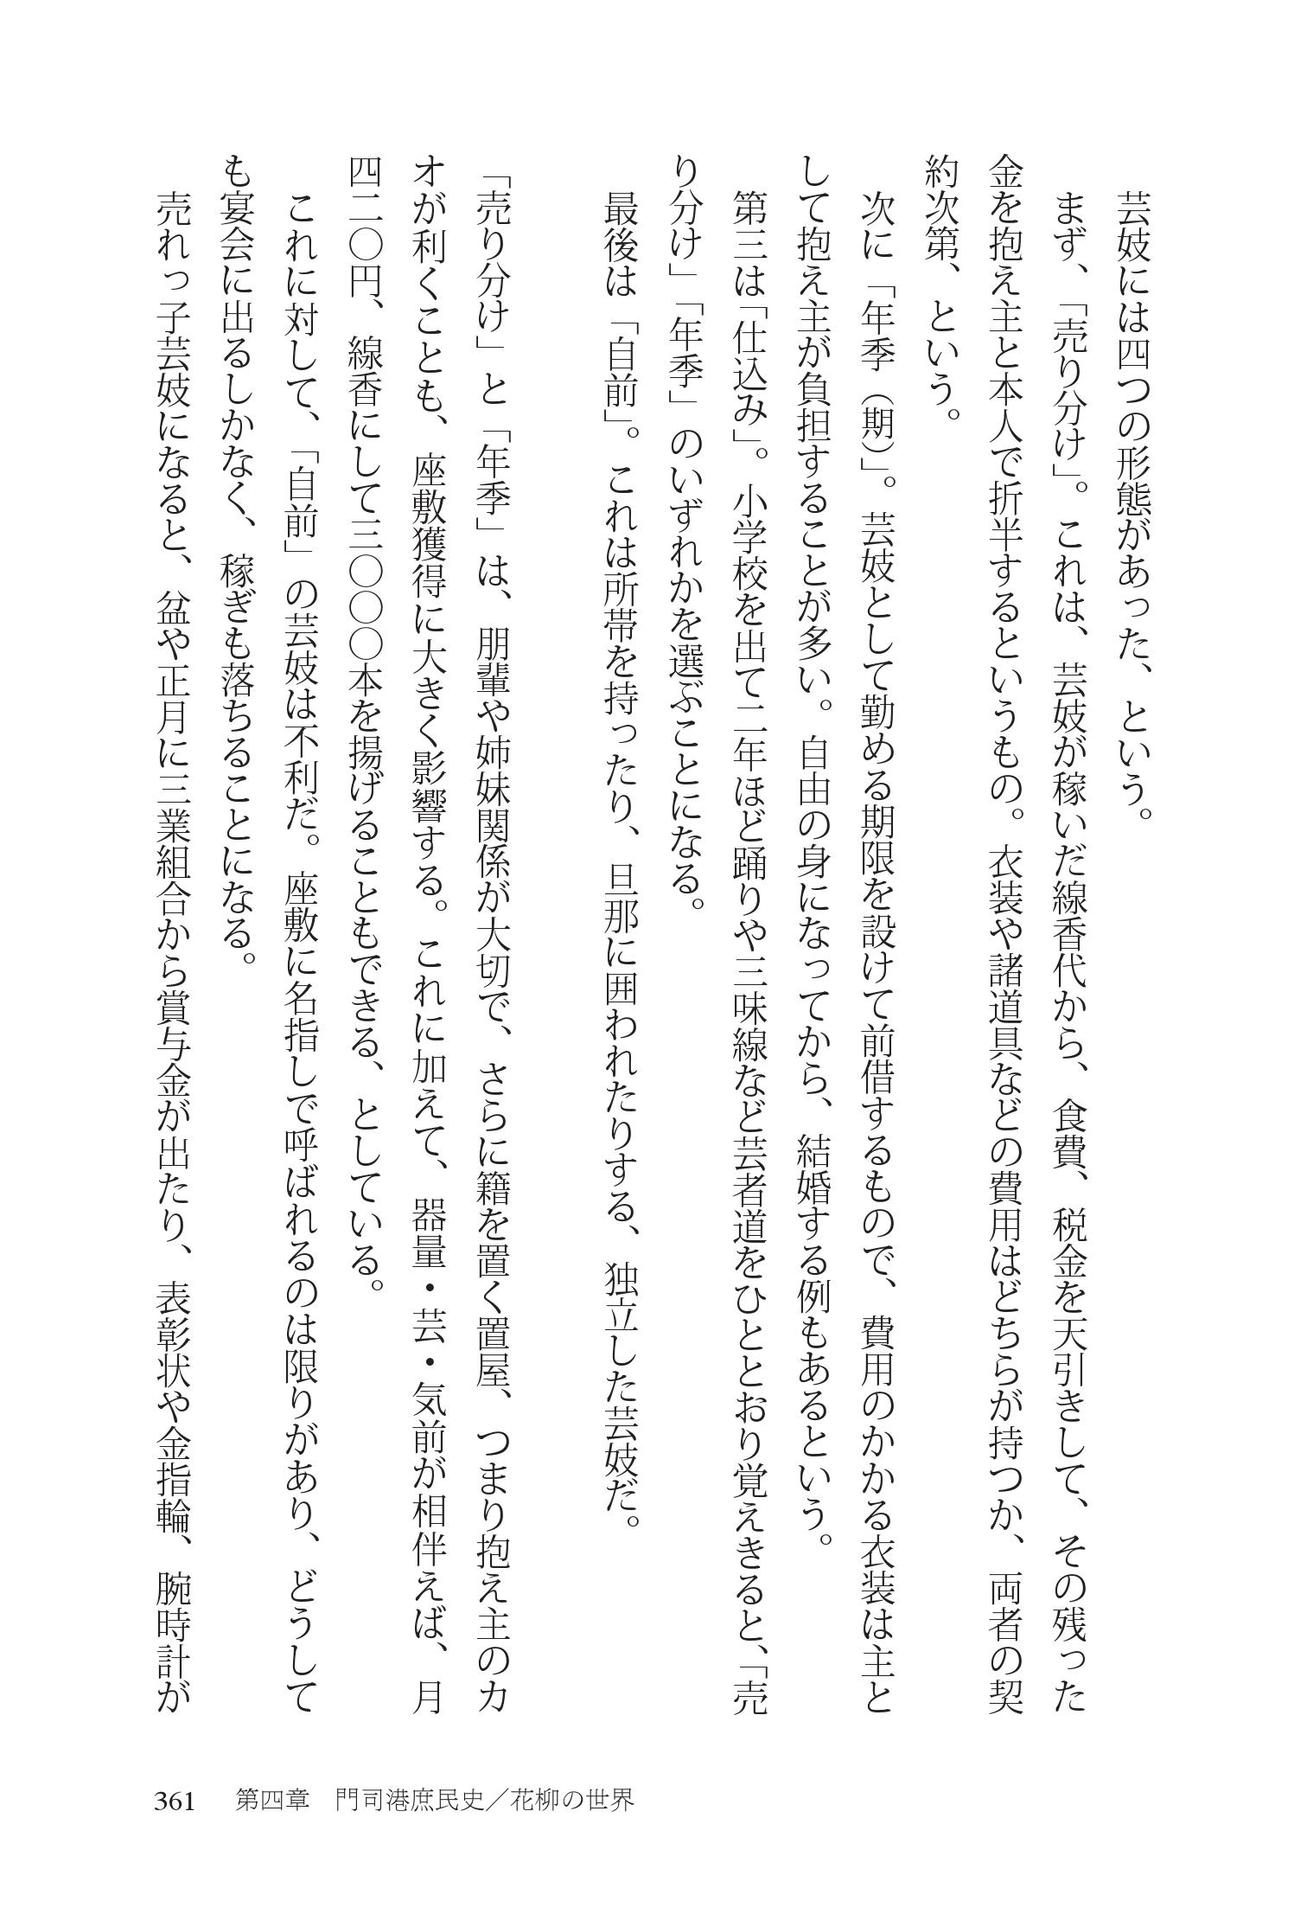 芸妓には四つの形態があった、という。
　まず、「売り分け」。これは、芸妓が稼いだ線香代から、食費、税金を天引きして、その残った
金を抱え主と本人で折半するというもの。衣装や諸道具などの費用はどちらが持つか、両者の契
約次第、という。
　次に「年季（期）」。芸妓として勤める期限を設けて前借するもので、費用のかかる衣装は主と
して抱え主が負担することが多い。自由の身になってから、結婚する例もあるという。
　第三は「仕込み」。小学校を出て二年ほど踊りや三味線など芸者道をひととおり覚えきると、「売
り分け」「年季」のいずれかを選ぶことになる。
　最後は「自前」。これは所帯を持ったり、旦那に囲われたりする、独立した芸妓だ。
「売り分け」と「年季」は、朋輩や姉妹関係が大切で、さらに籍を置く置屋、つまり抱え主のカ
オが利くことも、座敷獲得に大きく影響する。これに加えて、器量・芸・気前が相伴えば、月
四二〇円、線香にして三〇〇〇本を揚げることもできる、としている。
　これに対して、「自前」の芸妓は不利だ。座敷に名指しで呼ばれるのは限りがあり、どうして
も宴会に出るしかなく、稼ぎも落ちることになる。
　売れっ子芸妓になると、盆や正月に三業組合から賞与金が出たり、表彰状や金指輪、腕時計が
361　第四章　門司港庶民史／花柳の世界